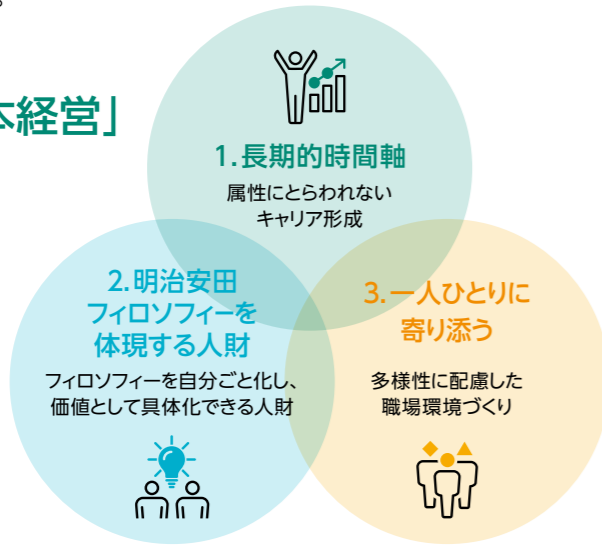 本経営」
1.長期的時間軸
属性にとらわれない
キャリア形成
2.明治安田
フィロソフィーを
体現する人財
フィロソフィーを自分ごと化し、
価値として具体化できる人財
3.一人ひとりに
寄り添う
多様性に配慮した
職場環境づくり